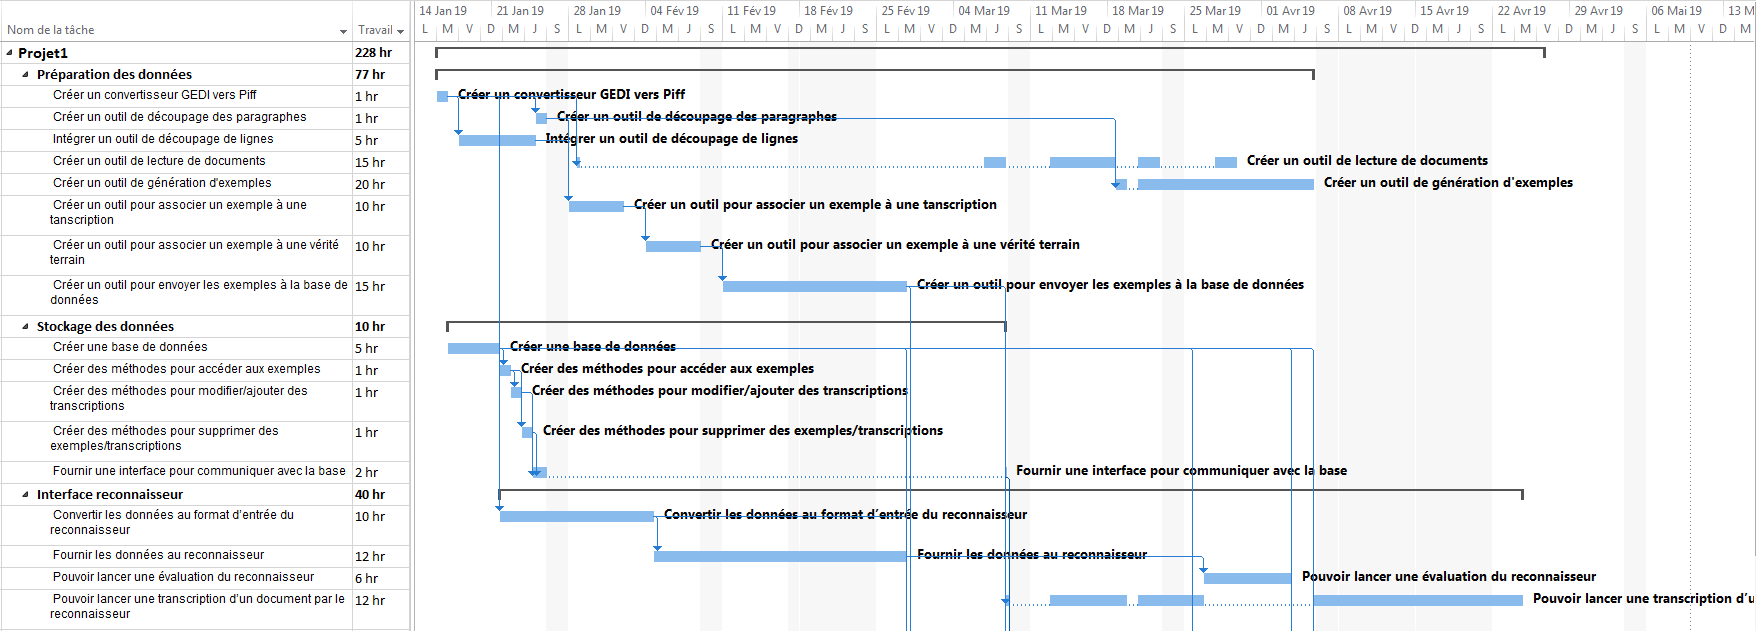 14 Jan 19 21 Jan 19 28 Jan 19 04 Fév 19 11 Fév 19 18 Fév 19 25 Fév 19 04 Mar 19 11 Mar 19 18 Mar 19 25 Mar 19 01 Avr 19 08 Avr 19 15 Avr 19 22 Avr 19 29 Avr 19 06 Mai 19 13 M
Nom de la tâche Travail L M V D M J S L M V D M J S L M V D M J S L M V D M J S L M V D M J S L M V D M J S L M V D M J S L M V D M J S L M V D M
Projet1 228 hr
Préparation des données 77 hr
Créer un convertisseur GEDI vers Piff 1 hr Créer un convertisseur GEDI vers Piff
Créer un outil de découpage des paragraphes 1 hr Créer un outil de découpage des paragraphes
Intégrer un outil de découpage de lignes 5 hr Intégrer un outil de découpage de lignes
Créer un outil de lecture de documents 15 hr Créer un outil de lecture de documents
Créer un outil de génération d'exemples 20 hr Créer un outil de génération d'exemples
Créer un outil pour associer un exemple à une 10 hr Créer un outil pour associer un exemple à une tanscription
tanscription
Créer un outil pour associer un exemple à une vérité 10 hr Créer un outil pour associer un exemple à une vérité terrain
terrain
Créer un outil pour envoyer les exemples à la base de 15 hr Créer un outil pour envoyer les exemples à la base de données
données
Stockage des données 10 hr
Créer une base de données 5 hr Créer une base de données
Créer des méthodes pour accéder aux exemples 1 hr Créer des méthodes pour accéder aux exemples
Créer des méthodes pour modifier/ajouter des 1 hr Créer des méthodes pour modifier/ajouter des transcriptions
transcriptions
Créer des méthodes pour supprimer des 1 hr Créer des méthodes pour supprimer des exemples/transcriptions
exemples/transcriptions
Fournir une interface pour communiquer avec la base 2 hr Fournir une interface pour communiquer avec la base
Interface reconnaisseur 40 hr
Convertir les données au format d'entrée du 10 hr Convertir les données au format d'entrée du reconnaisseur
reconnaisseur
Fournir les données au reconnaisseur 12 hr Fournir les données au reconnaisseur
Pouvoir lancer une évaluation du reconnaisseur 6 hr Pouvoir lancer une évaluation du reconnaisseur
Pouvoir lancer une transcription d'un document par le 12 hr Pouvoir lancer une transcription d'u
reconnaisseur